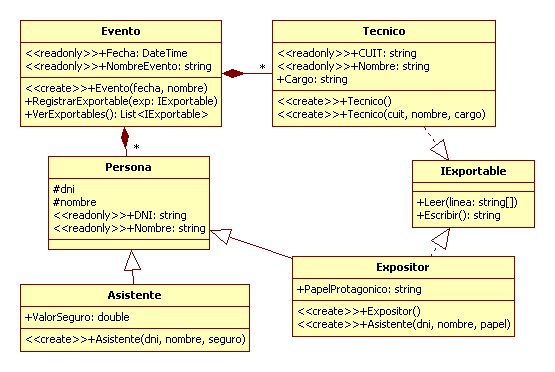 Evento
<<readonly>>+Fecha: DateTime
<<readonly>>+NombreEvento: string
<<create>>+Evento(fecha, nombre)
+RegistrarExportable(exp: IExportable)
+VerExportables(): List<IExportable>
*
*
Tecnico
<<readonly>>+CUIT: string
<<readonly>>+Nombre: string
+Cargo: string
<<create>>+Tecnico()
<<create>>+Tecnico(cuit, nombre, cargo)
Persona
#dni
#nombre
<<readonly>>+DNI: string
<<readonly>>+Nombre: string
IExportable
+Leer(linea: string[])
+Escribir(): string
Asistente
+ValorSeguro: double
<<create>>+Asistente(dni, nombre, seguro)
Expositor
+PapelProtagonico: string
<<create>>+Expositor()
<<create>>+Asistente(dni, nombre, papel)